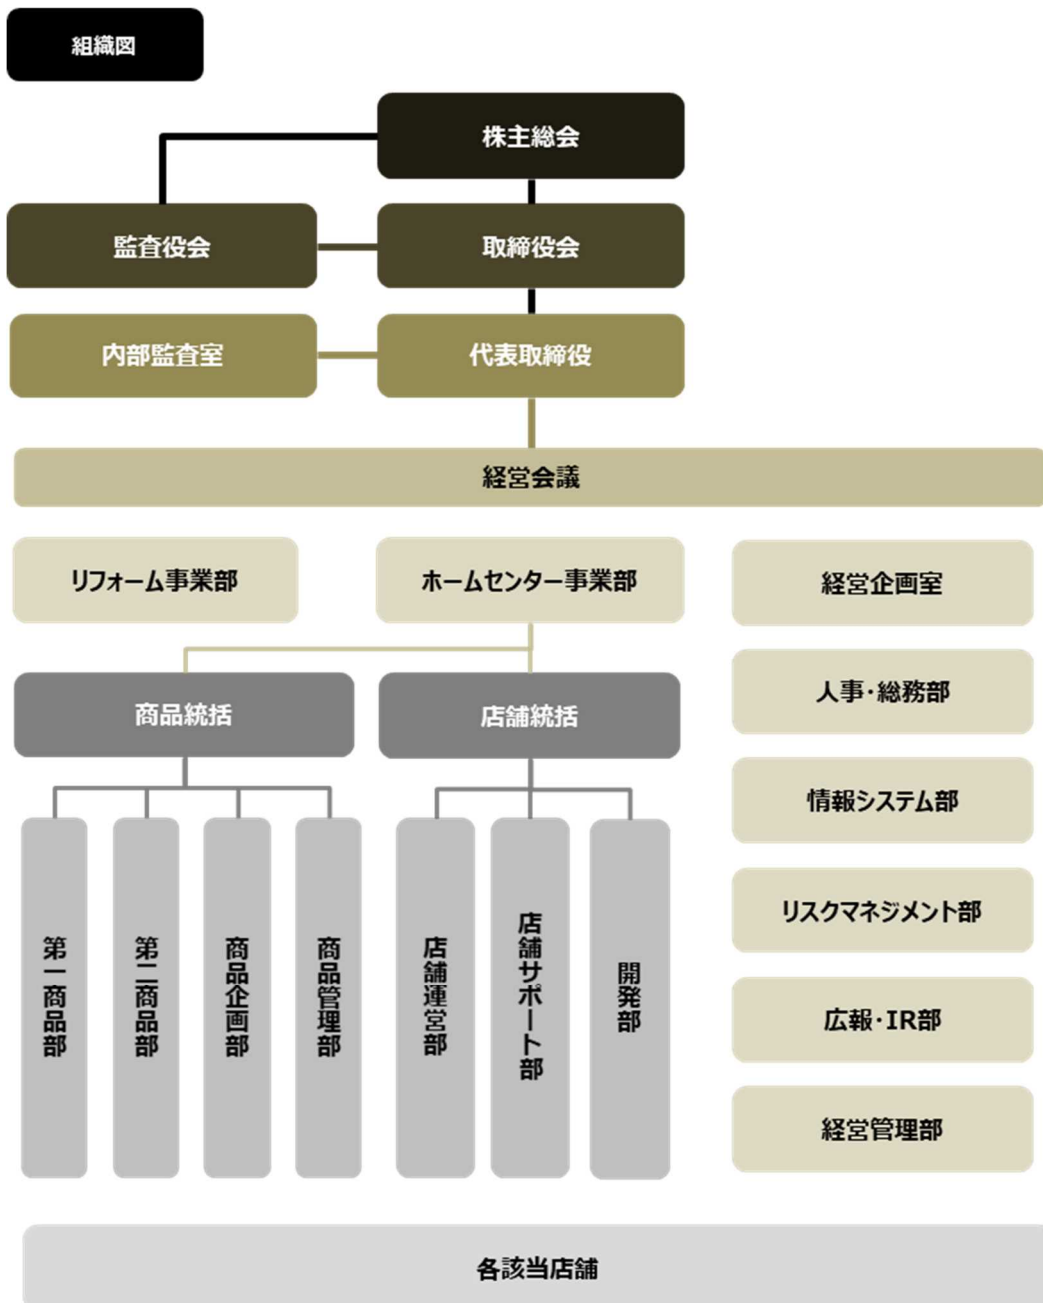 組織図
株主総会
監査役会
取締役会
内部監査室
代表取締役
経営会議
リフォーム事業部
ホームセンター事業部
経営企画室
人事・総務部
商品統括
店舗統括
情報システム部
リスクマネジメント部
第一商品部
第二商品部
商品企画部
商品管理部
店舗運営部
店舗サポート部
開発部
広報・IR部
経営管理部
各該当店舗